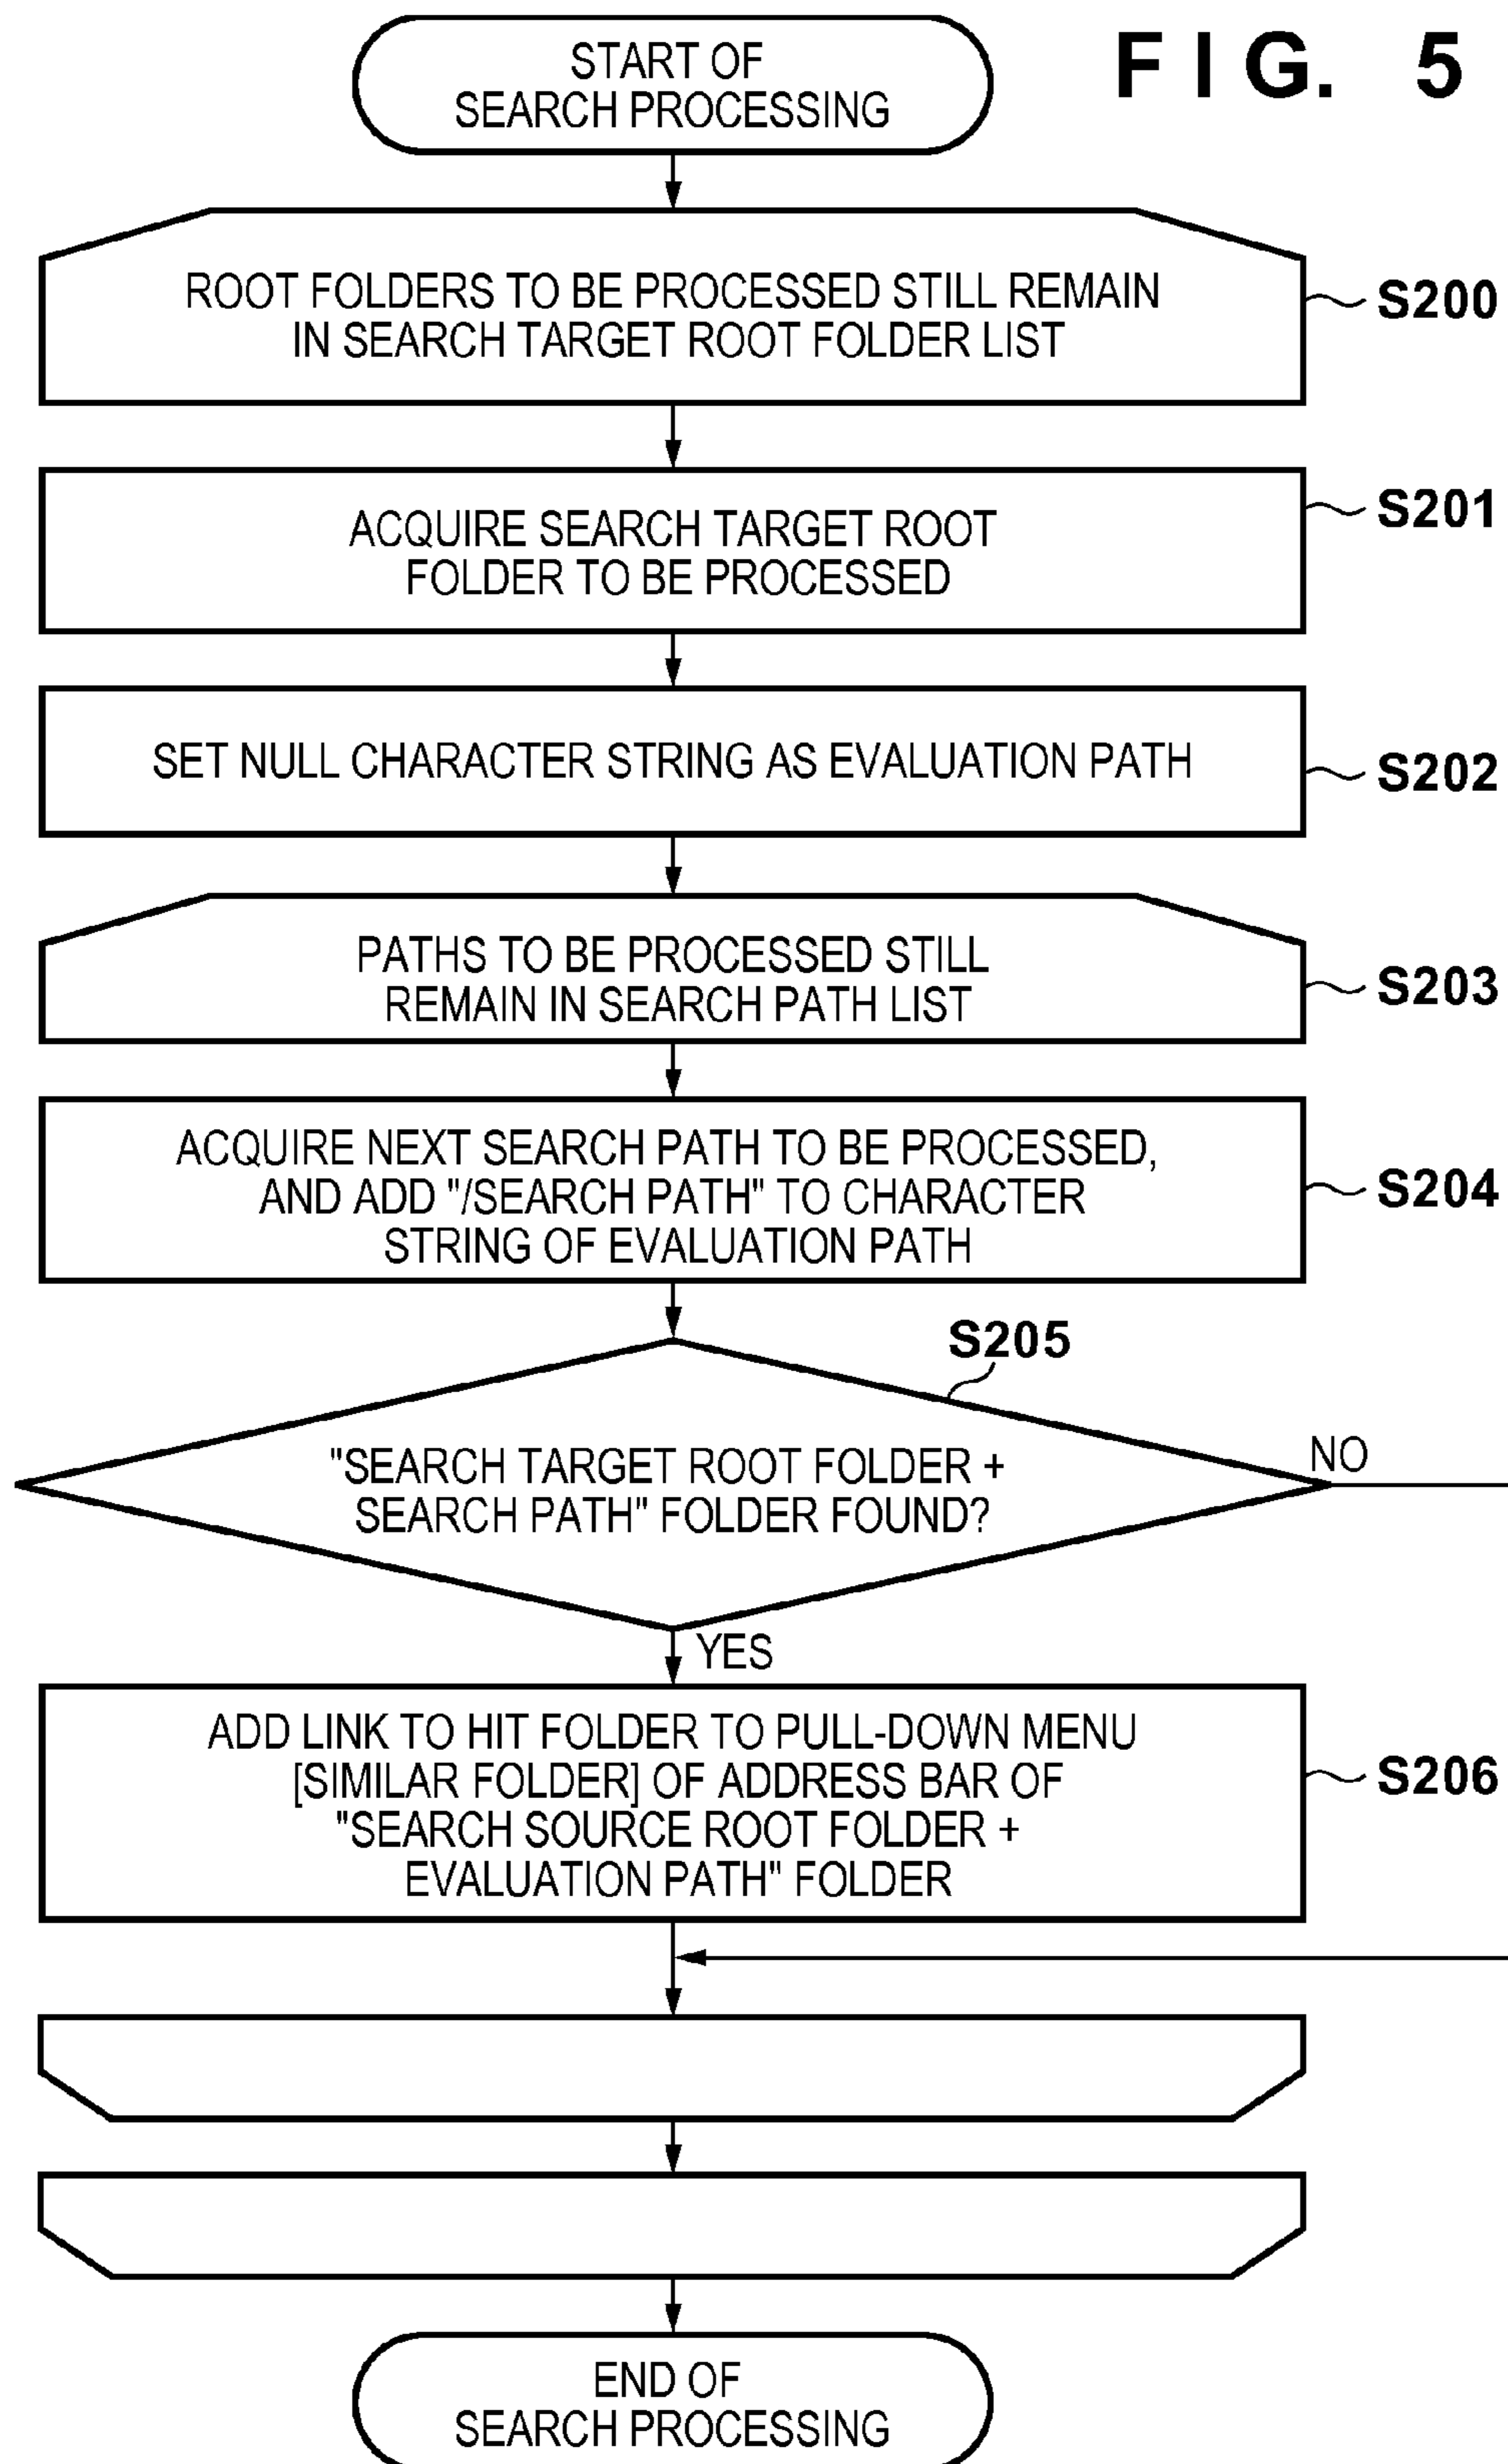 FIG. 5
START OF
SEARCH PROCESSING
ROOT FOLDERS TO BE PROCESSED STILL REMAIN
IN SEARCH TARGET ROOT FOLDER LIST
S200
ACQUIRE SEARCH TARGET ROOT
FOLDER TO BE PROCESSED
S201
SET NULL CHARACTER STRING AS EVALUATION PATH
S202
PATHS TO BE PROCESSED STILL
REMAIN IN SEARCH PATH LIST
S203
ACQUIRE NEXT SEARCH PATH TO BE PROCESSED,
AND ADD "/SEARCH PATH" TO CHARACTER
STRING OF EVALUATION PATH
S204
S205
"SEARCH TARGET ROOT FOLDER +
SEARCH PATH" FOLDER FOUND?
NO
YES
ADD LINK TO HIT FOLDER TO PULL-DOWN MENU
[SIMILAR FOLDER] OF ADDRESS BAR OF
"SEARCH SOURCE ROOT FOLDER +
EVALUATION PATH" FOLDER
S206
END OF
SEARCH PROCESSING